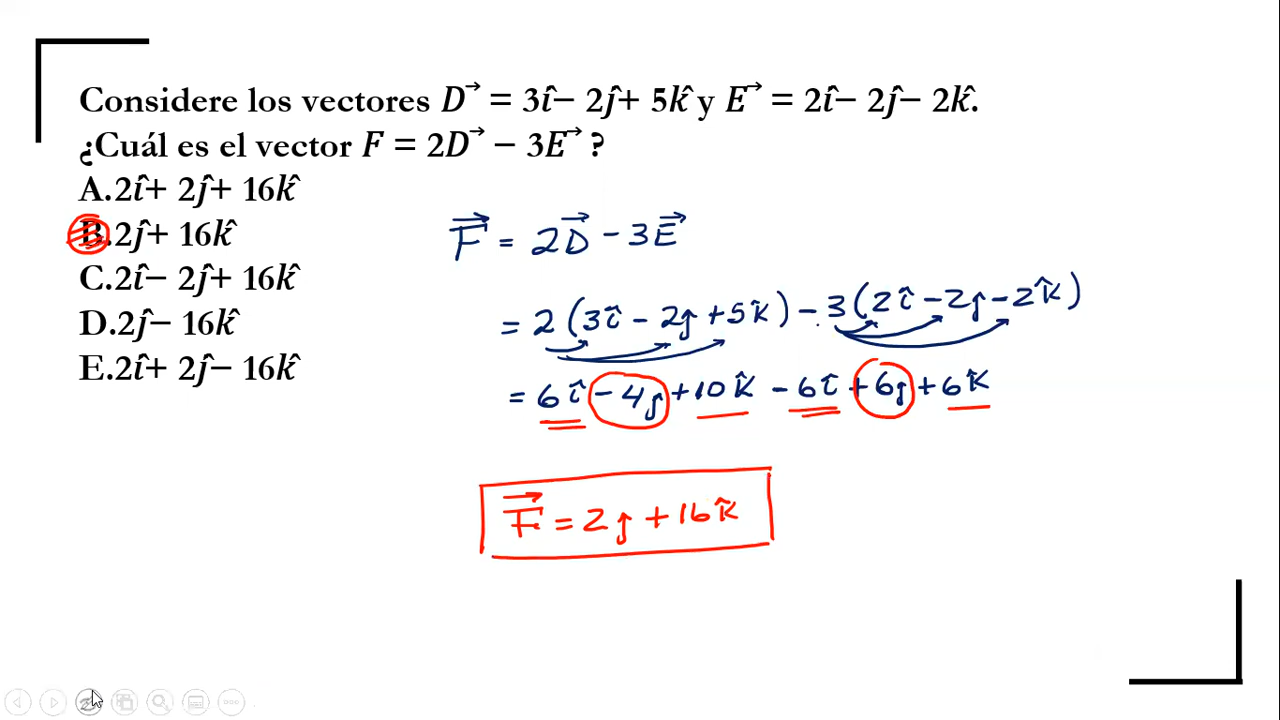 Considere los vectores D⃗ = 3î− 2ĵ+ 5k̂ y E⃗ = 2î− 2ĵ− 2k̂.
¿Cuál es el vector F = 2D⃗ − 3E⃗ ?
A.2î+ 2ĵ+ 16k̂
B.2ĵ+ 16k̂
C.2î− 2ĵ+ 16k̂
D.2ĵ− 16k̂
E.2î+ 2ĵ− 16k̂
F⃗ = 2D⃗ − 3E⃗
= 2(3î − 2ĵ + 5k̂) − 3(2î − 2ĵ − 2k̂)
= 6î − 4ĵ + 10k̂ − 6î + 6ĵ + 6k̂
F⃗ = 2ĵ + 16k̂